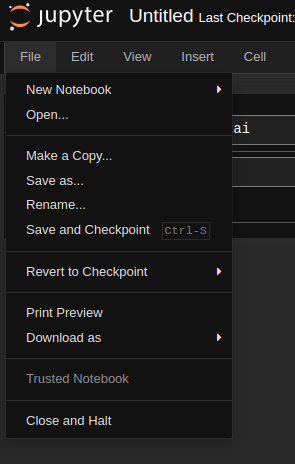 jupyter Untitled Last Checkpoint:
File Edit View Insert Cell
New Notebook
Open...
ai
Make a Copy...
Save as...
Rename...
Save and Checkpoint Ctrl-S
Revert to Checkpoint
Print Preview
Download as
Trusted Notebook
Close and Halt